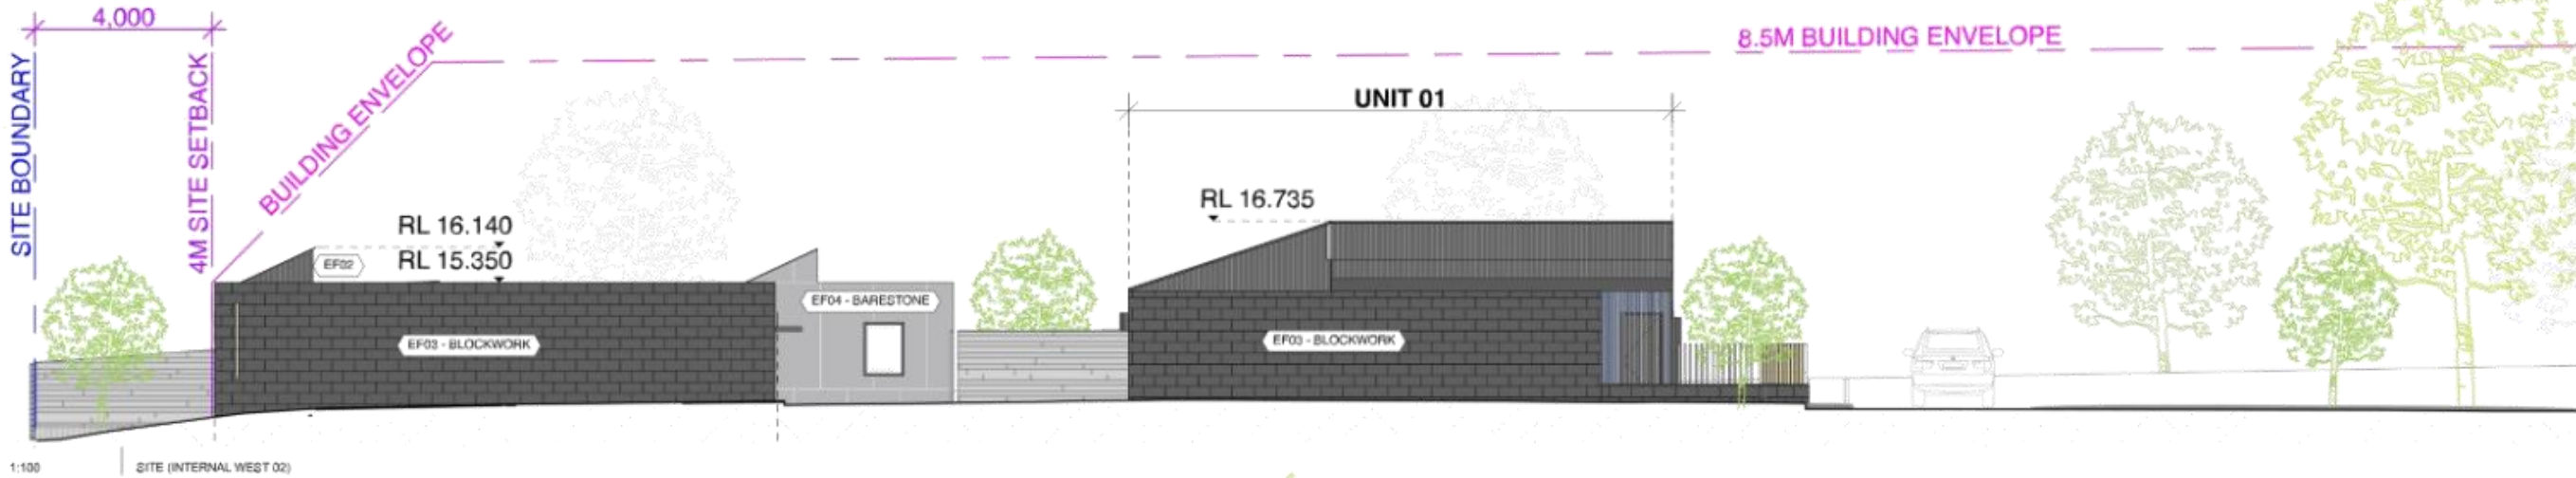 4,000
SITE BOUNDARY
4M SITE SETBACK
BUILDING ENVELOPE
8.5M BUILDING ENVELOPE
UNIT 01
RL 16.735
RL 16.140
EF02
RL 15.350
EF04 - BARESTONE
EF03 - BLOCKWORK
EF03 - BLOCKWORK
1:100
SITE (INTERNAL WEST 02)